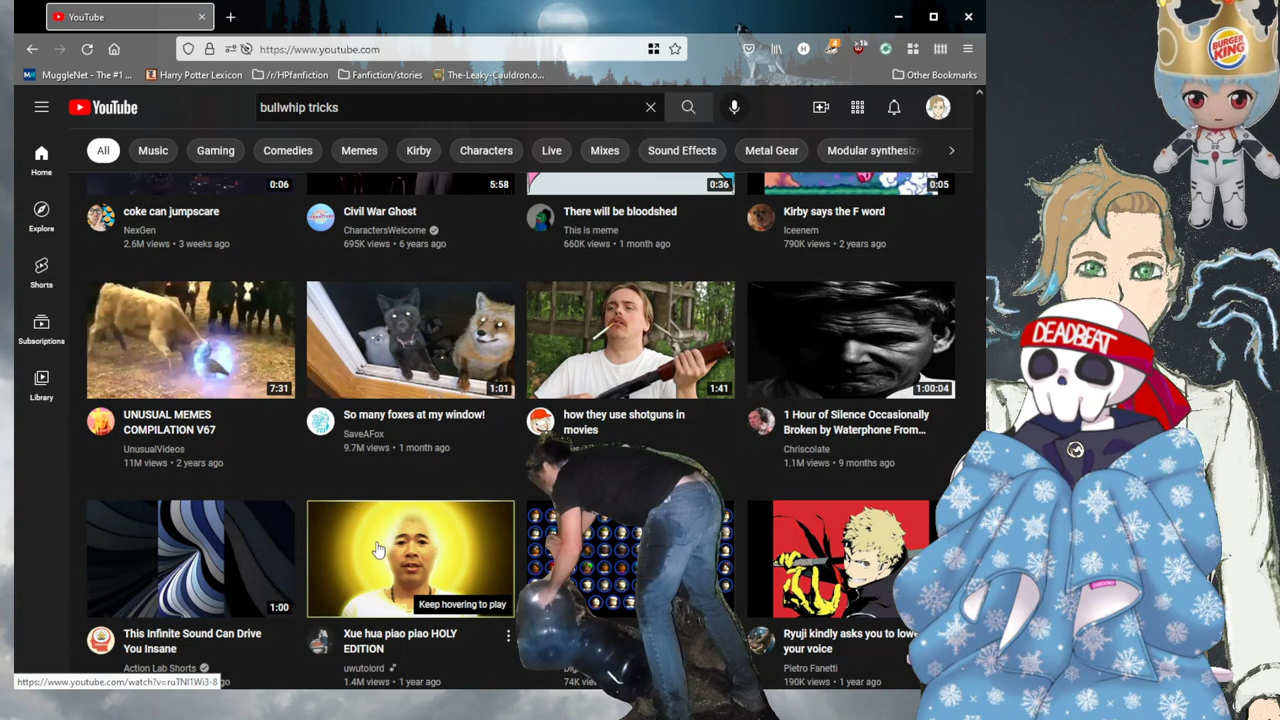 YouTube
https://www.youtube.com
4
>1k
MuggleNet - The #1 ...
Harry Potter Lexicon
/r/HPfanfiction
Fanfiction/stories
The-Leaky-Cauldron.o...
Other Bookmarks
YouTube
bullwhip tricks
All
Music
Gaming
Comedies
Memes
Kirby
Characters
Live
Mixes
Sound Effects
Metal Gear
Modular synthesize
Home
Explore
Shorts
Subscriptions
Library
0:06
5:58
0:36
0:05
coke can jumpscare
NexGen
2.6M views • 3 weeks ago
Civil War Ghost
CharactersWelcome
695K views • 6 years ago
There will be bloodshed
This is meme
660K views • 1 month ago
Kirby says the F word
Iceenem
790K views • 2 years ago
7:31
1:01
1:41
1:00:04
UNUSUAL MEMES
COMPILATION V67
UnusualVideos
11M views • 2 years ago
So many foxes at my window!
SaveAFox
9.7M views • 1 month ago
how they use shotguns in
movies
1 Hour of Silence Occasionally
Broken by Waterphone From...
Chriscolate
1.1M views • 9 months ago
1:00
Keep hovering to play
This Infinite Sound Can Drive
You Insane
Action Lab Shorts
go
Xue hua piao piao HOLY
EDITION
uwutolord
1.4M views • 1 year ago
74K
Ryuji kindly asks you to
your voice
Pietro Fanetti
190K views • 1 year ago
https://www.youtube.com/watch?v=ruTNI1Wi3-8
BURGER
KING
DEADBEAT